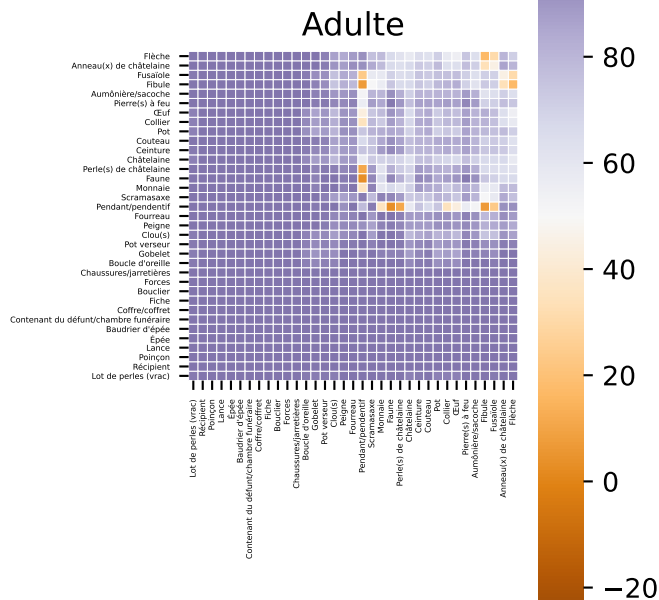 Adulte
Flèche
Anneau(x) de châtelaine
Fusaïole
Fibule
Aumônière/sacoche
Pierre(s) à feu
Œuf
Collier
Pot
Couteau
Ceinture
Châtelaine
Perle(s) de châtelaine
Faune
Monnaie
Scramasaxe
Pendant/pendentif
Fourreau
Peigne
Clou(s)
Pot verseur
Gobelet
Boucle d'oreille
Chaussures/jarretières
Forces
Bouclier
Fiche
Coffre/coffret
Contenant du défunt/chambre funéraire
Baudrier d'épée
Épée
Lance
Poinçon
Récipient
Lot de perles (vrac)
Lot de perles (vrac)
Récipient
Poinçon
Lance
Épée
Baudrier d'épée
Contenant du défunt/chambre funéraire
Coffre/coffret
Fiche
Bouclier
Forces
Chaussures/jarretières
Boucle d'oreille
Gobelet
Pot verseur
Clou(s)
Peigne
Fourreau
Pendant/pendentif
Scramasaxe
Monnaie
Faune
Perle(s) de châtelaine
Châtelaine
Ceinture
Couteau
Pot
Collier
Œuf
Pierre(s) à feu
Aumônière/sacoche
Fibule
Fusaïole
Anneau(x) de châtelaine
Flèche
80
60
40
20
0
−20